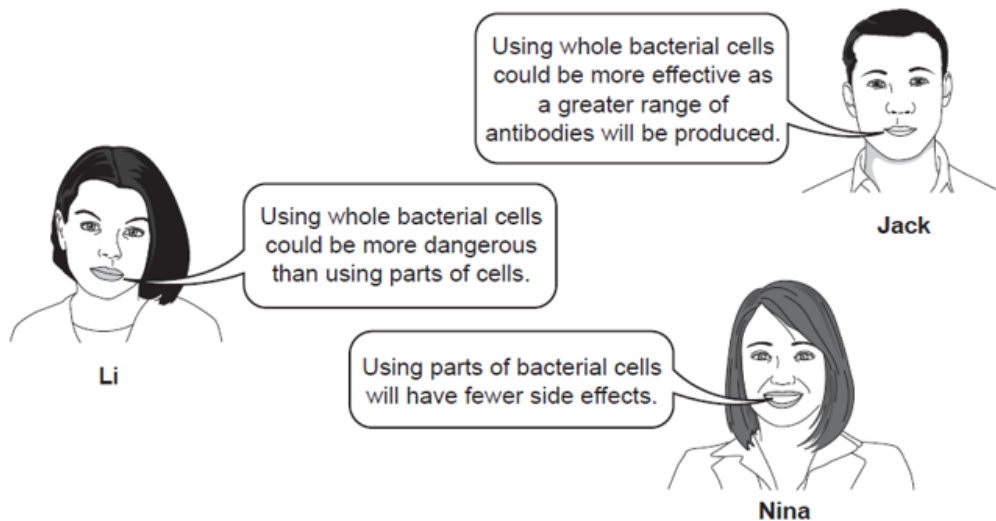 Using whole bacterial cells
could be more effective as
a greater range of
antibodies will be produced.
Jack
Using whole bacterial cells
could be more dangerous
than using parts of cells.
Li
Using parts of bacterial cells
will have fewer side effects.
Nina